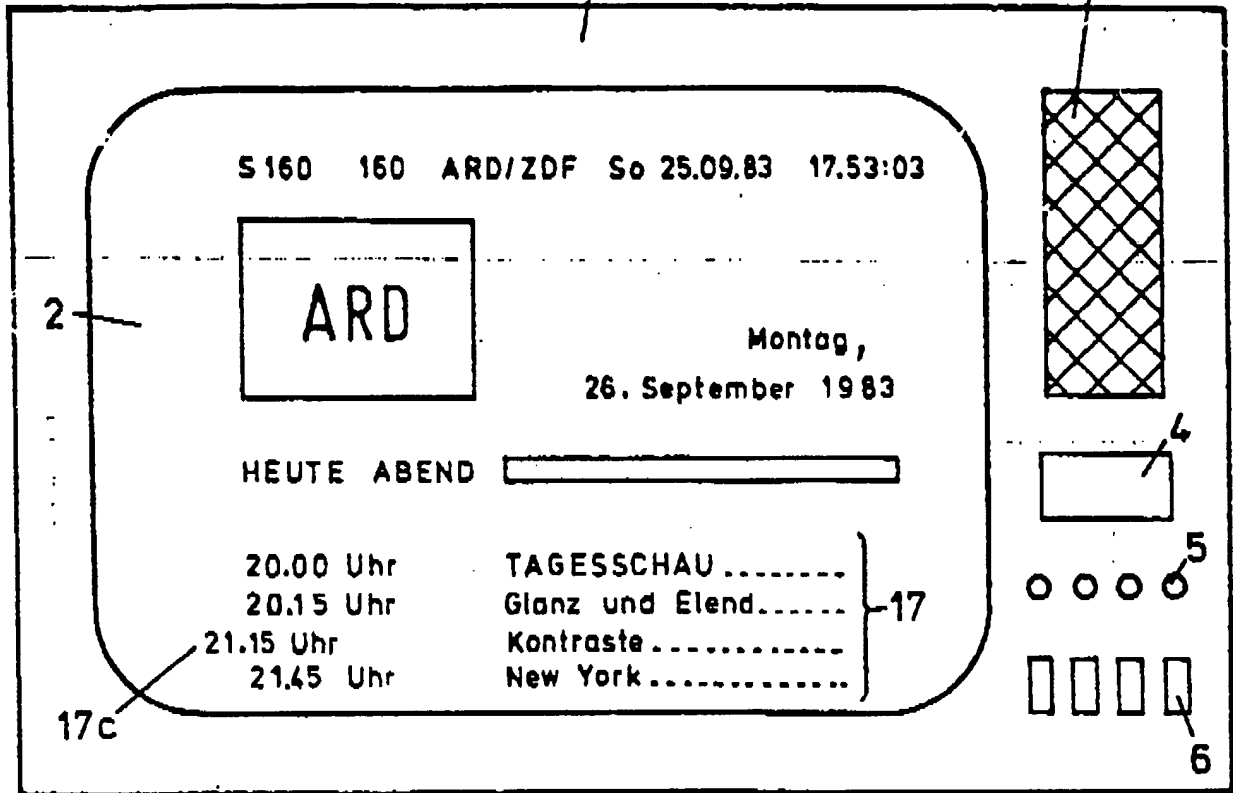 S160 160 ARD/ZDF So 25.09.83 17.53:03
ARD
2
Montag,
26. September 1983
4
HEUTE ABEND
5
20.00 Uhr TAGESSCHAU ........
20.15 Uhr Glanz und Elend......
17
21.15 Uhr Kontraste .............
21.45 Uhr New York ..............
17c
6